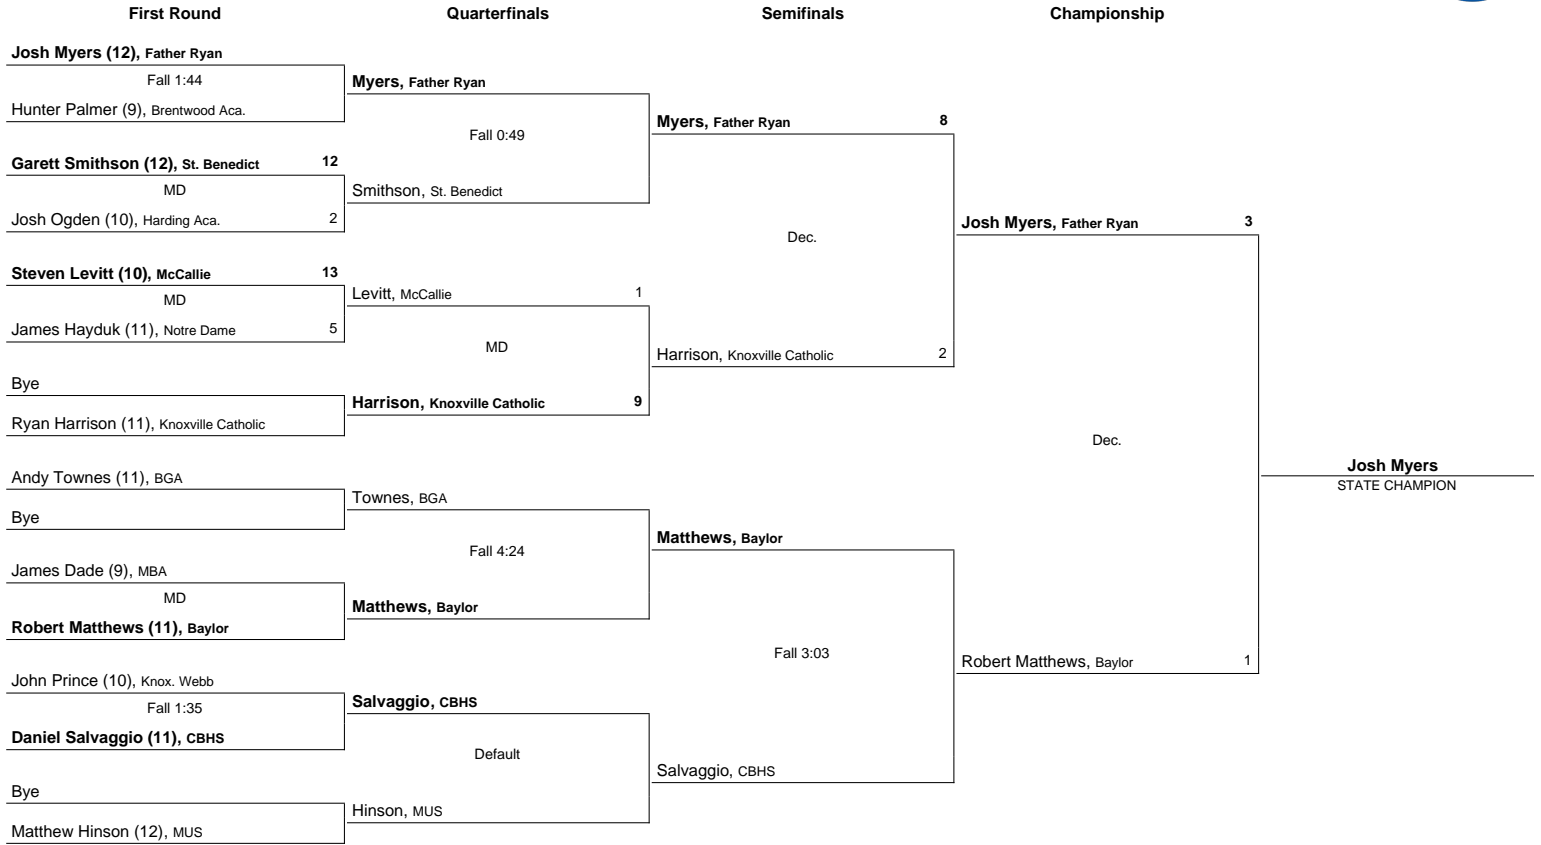 First Round Quarterfinals Semifinals Championship
Josh Myers (12), Father Ryan
Fall 1:44
Hunter Palmer (9), Brentwood Aca.
Garett Smithson (12), St. Benedict 12
MD
Josh Ogden (10), Harding Aca. 2
Steven Levitt (10), McCallie 13
MD
James Hayduk (11), Notre Dame 5
Bye
Ryan Harrison (11), Knoxville Catholic
Andy Townes (11), BGA
Bye
James Dade (9), MBA
MD
Robert Matthews (11), Baylor
John Prince (10), Knox. Webb
Fall 1:35
Daniel Salvaggio (11), CBHS
Bye
Matthew Hinson (12), MUS
Myers, Father Ryan
Fall 0:49
Smithson, St. Benedict
Levitt, McCallie 1
MD
Harrison, Knoxville Catholic 9
Townes, BGA
Fall 4:24
Matthews, Baylor
Salvaggio, CBHS
Default
Hinson, MUS
Myers, Father Ryan 8
Dec.
Harrison, Knoxville Catholic 2
Matthews, Baylor
Fall 3:03
Salvaggio, CBHS
Josh Myers, Father Ryan 3
Dec.
Robert Matthews, Baylor 1
Josh Myers
STATE CHAMPION